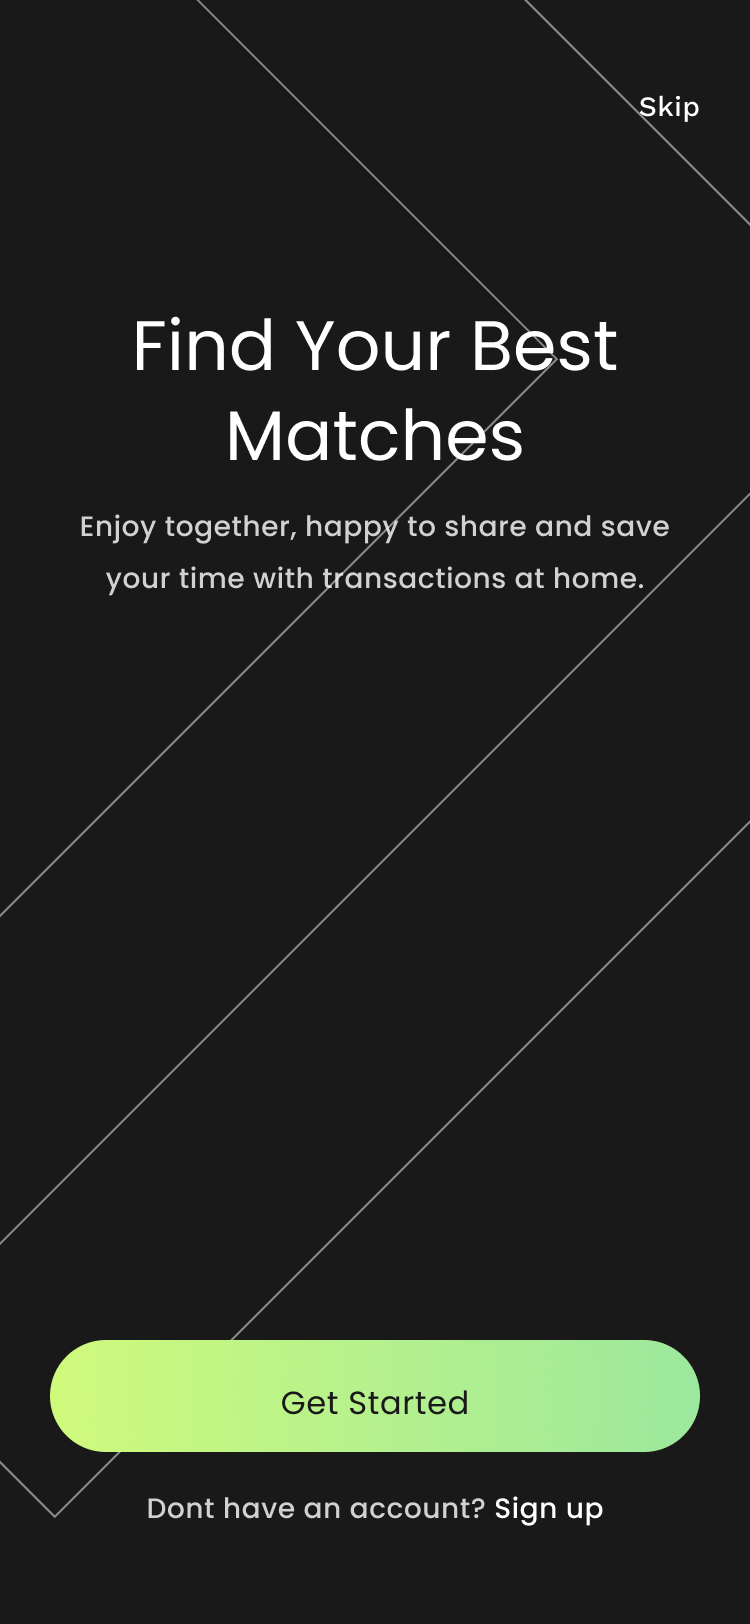 Skip
Find Your Best
Matches
Enjoy together, happy to share and save
your time with transactions at home.
Get Started
Dont have an account? Sign up